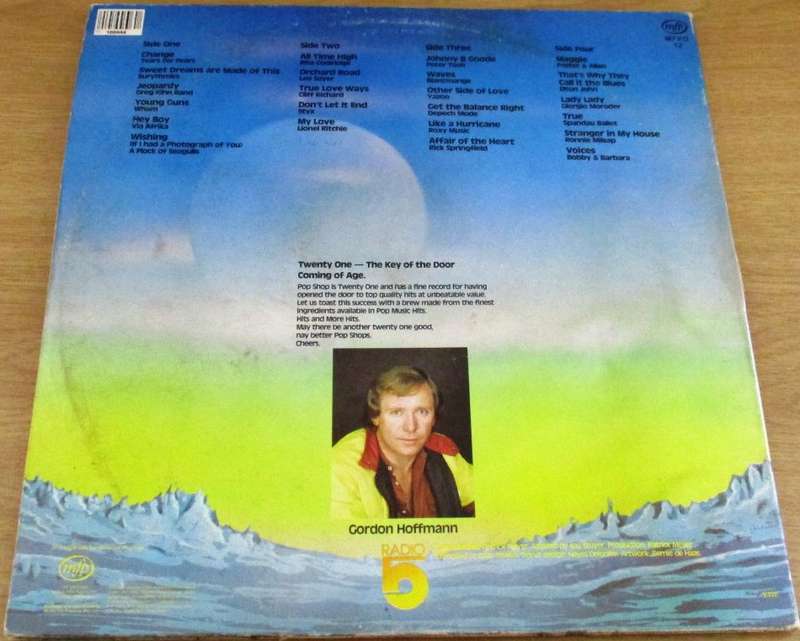 mfp
Side One
Change
Tears for Fears
Sweet Dreams are Made of This
Eurythmics
Jeopardy
Greg Kihn Band
Young Guns
Wham
Hey Boy
Via Afrika
Wishing
(If I had a Photograph of You)
A Flock of Seagulls
Side Two
All Time High
Rita Coolidge
Orchard Road
Leo Sayer
True Love Ways
Cliff Richard
Don't Let It End
Styx
My Love
Lionel Ritchie
Side Three
Johnny B Goode
Peter Tosh
Waves
Blancmange
Other Side of Love
Yazoo
Get the Balance Right
Depech Mode
Like a Hurricane
Roxy Music
Affair of the Heart
Rick Springfield
Side Four
Maggie
Foster & Allen
That's Why They
Call it the Blues
Elton John
Lady Lady
Giorgio Moroder
True
Spandau Ballet
Stranger in My House
Ronnie Milsap
Voices
Bobby & Barbara
Twenty One — The Key of the Door
Coming of Age.
Pop Shop is Twenty One and has a fine record for having
opened the door to top quality hits at unbeatable value.
Let us toast this success with a brew made from the finest
ingredients available in Pop Music Hits.
Hits and More Hits.
May there be another twenty one good,
nay better Pop Shops.
Cheers.
Gordon Hoffmann
RADIO
5
mfp